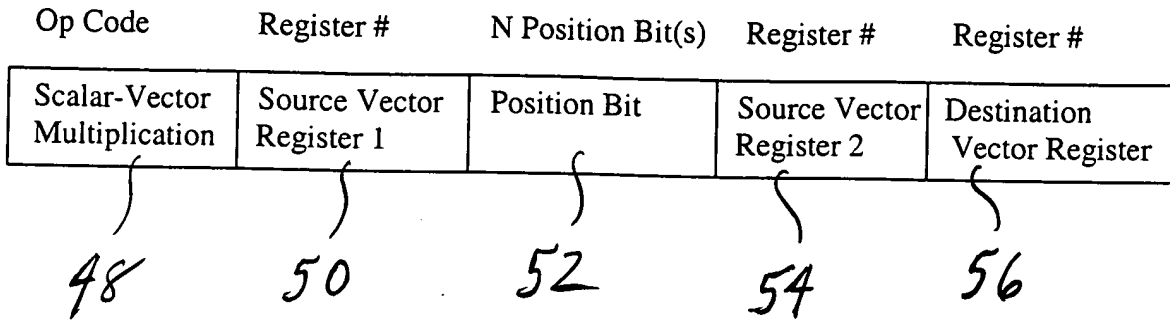 Op Code Register # N Position Bit(s) Register # Register #
Scalar-Vector Multiplication
Source Vector Register 1
Position Bit
Source Vector Register 2
Destination Vector Register
48 50 52 54 56